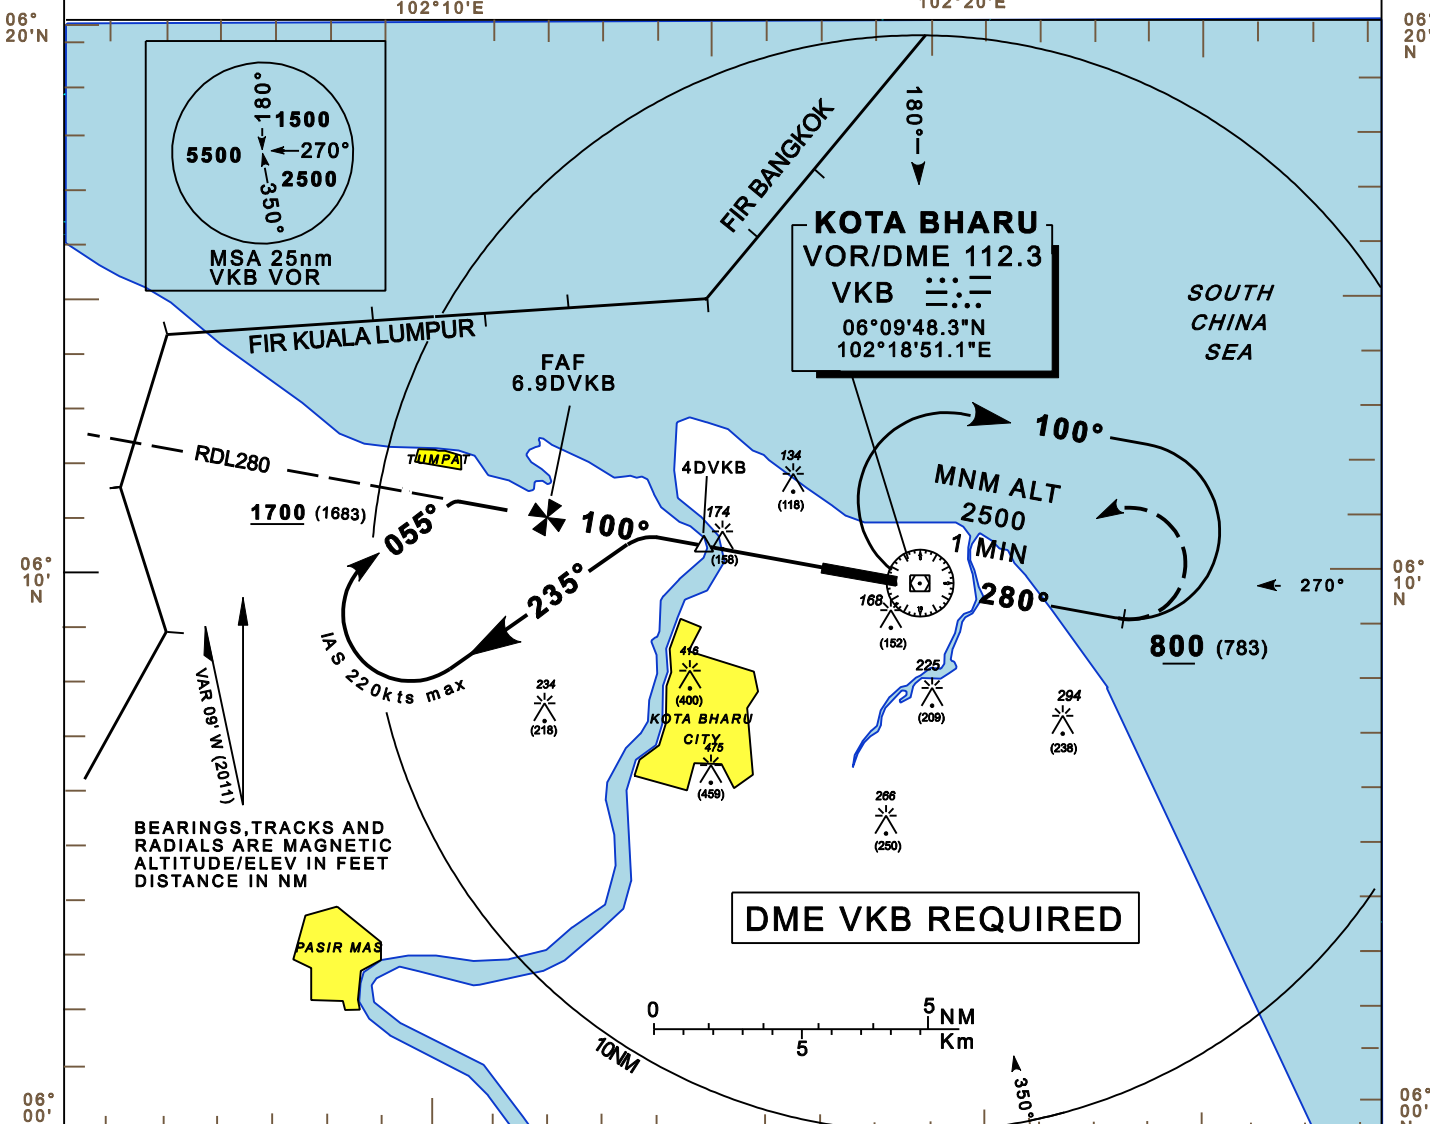 102°10'E
102°20'E
06°
20'N
06°
20'
N
180°
1500
5500
270°
2500
350°
MSA 25nm
VKB VOR
FIR BANGKOK
180°
KOTA BHARU
VOR/DME 112.3
VKB
06°09'48.3"N
102°18'51.1"E
SOUTH
CHINA
SEA
FIR KUALA LUMPUR
FAF
6.9DVKB
100°
RDL280
TUMPAT
4DVKB
134
(118)
MNM ALT
2500
1 MIN
1700 (1683)
055°
100°
174
(158)
06°
10'
N
06°
10'
N
235°
168
(152)
280°
270°
800 (783)
IAS 220kts max
VAR 09' W (2011)
416
(400)
225
(209)
234
(218)
294
(238)
KOTA BHARU
CITY
475
(459)
266
(250)
BEARINGS,TRACKS AND
RADIALS ARE MAGNETIC
ALTITUDE/ELEV IN FEET
DISTANCE IN NM
DME VKB REQUIRED
PASIR MAS
0
5
NM
Km
5
10NM
350°
06°
00'
06°
00'
N